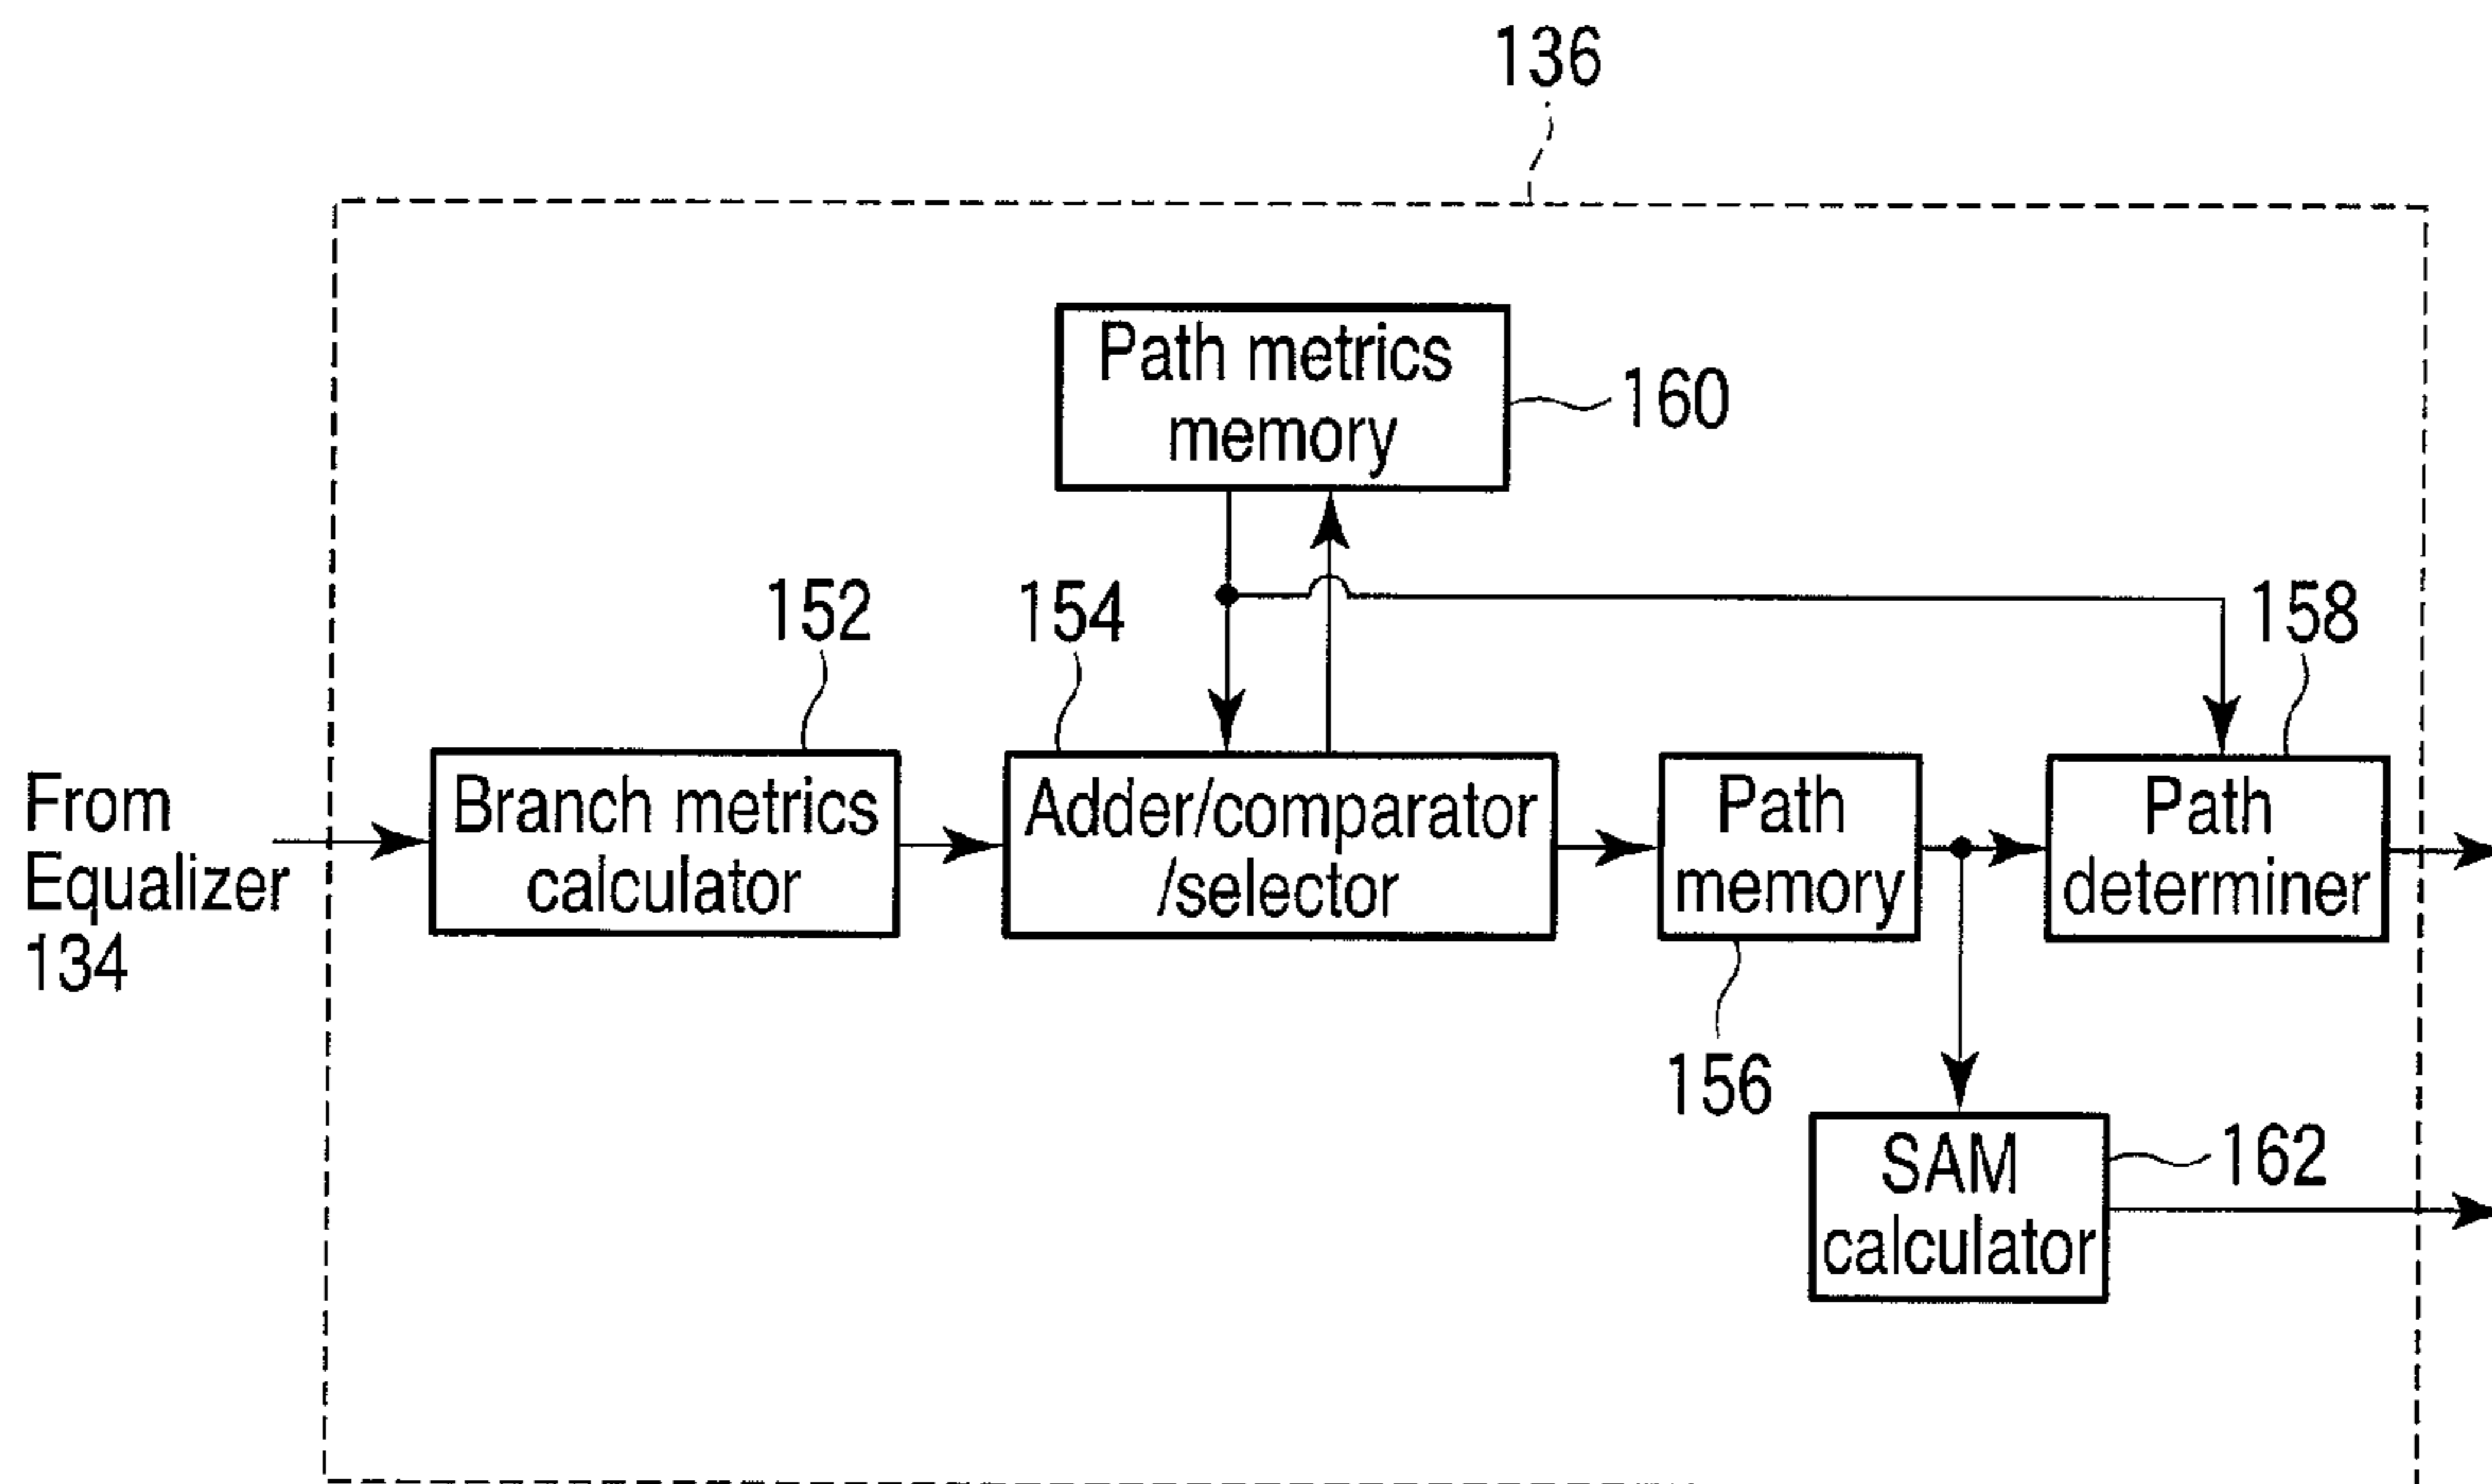 136
Path metrics
memory
160
152
154
158
From
Equalizer
134
Branch metrics
calculator
Adder/comparator
/selector
Path
memory
Path
determiner
156
SAM
calculator
162